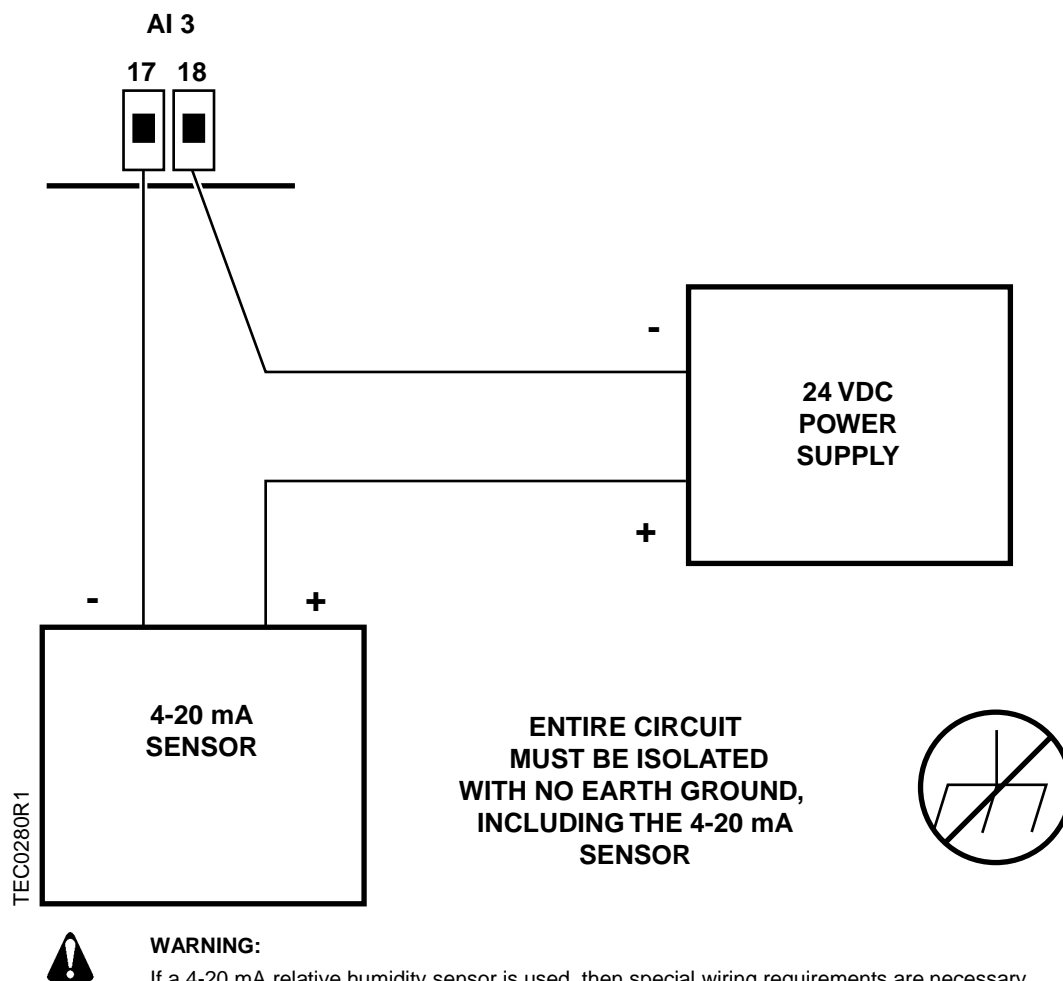 AI 3
17 18
-
24 VDC
POWER
SUPPLY
+
- +
4-20 mA
SENSOR
ENTIRE CIRCUIT
MUST BE ISOLATED
WITH NO EARTH GROUND,
INCLUDING THE 4-20 mA
SENSOR
TEC0280R1
WARNING:
If a 4-20 mA relative humidity sensor is used, then special wiring requirements are necessary